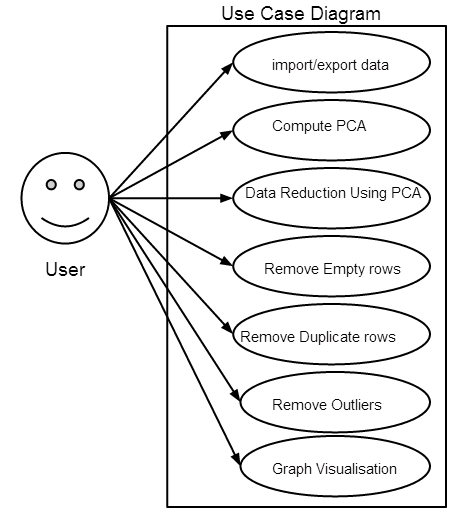 Use Case Diagram
import/export data
Compute PCA
Data Reduction Using PCA
Remove Empty rows
Remove Duplicate rows
Remove Outliers
Graph Visualisation
User